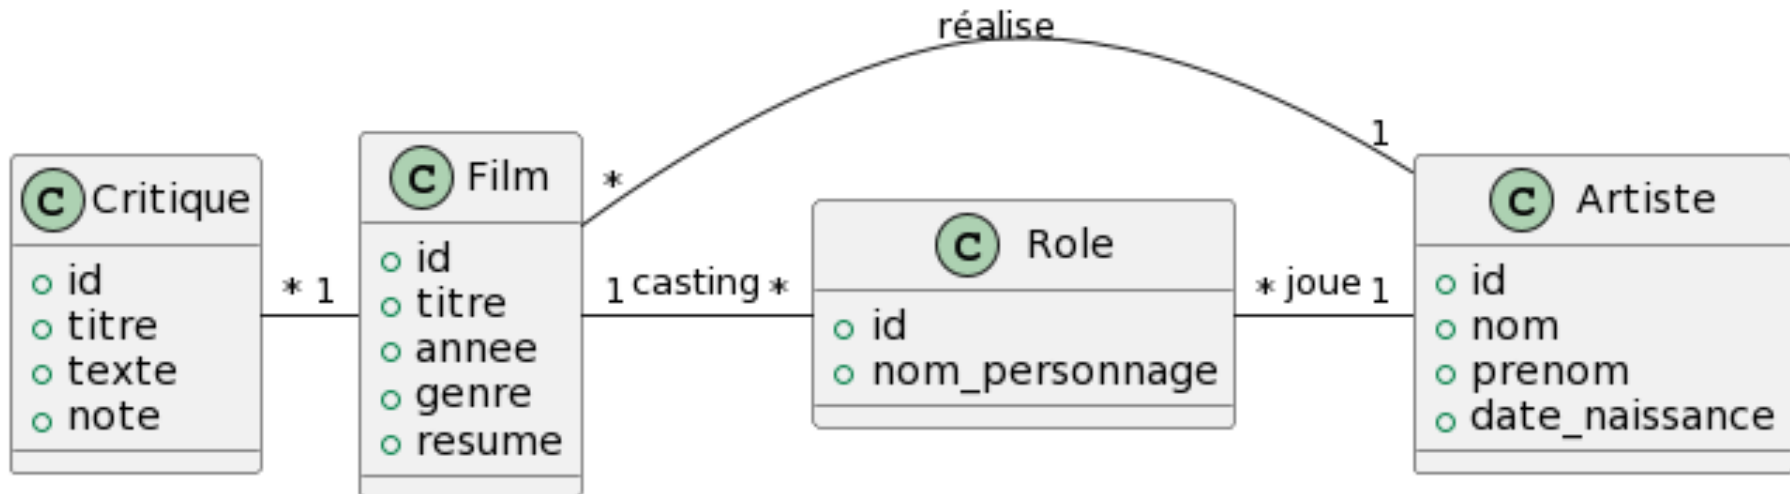 réalise
C Critique
id
titre
texte
note
* 1
C Film
id
titre
annee
genre
resume
*
1 casting *
C Role
id
nom_personnage
* joue 1
1
C Artiste
id
nom
prenom
date_naissance